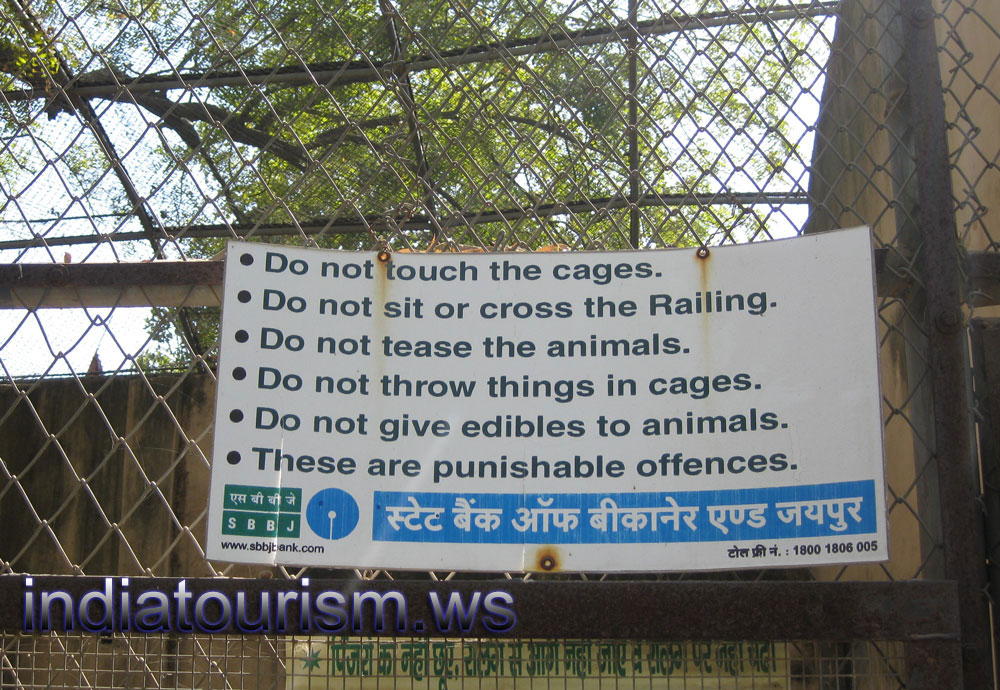 • Do not touch the cages.
• Do not sit or cross the Railing.
• Do not tease the animals.
• Do not throw things in cages.
• Do not give edibles to animals.
• These are punishable offences.
एस बी बी जे
S B B J
स्टेट बैंक ऑफ बीकानेर एण्ड जयपुर
www.sbbjbank.com
टोल फ्री नं. : 1800 1806 005
indiatourism.ws
से आगे नहीं जाएं व